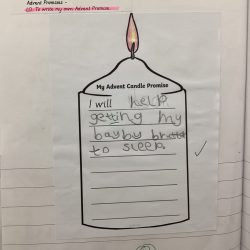 Advent Promises -
LO: To write my own Advent Promise.
My Advent Candle Promise
I will help
getting my
bayby brother
to sleep.